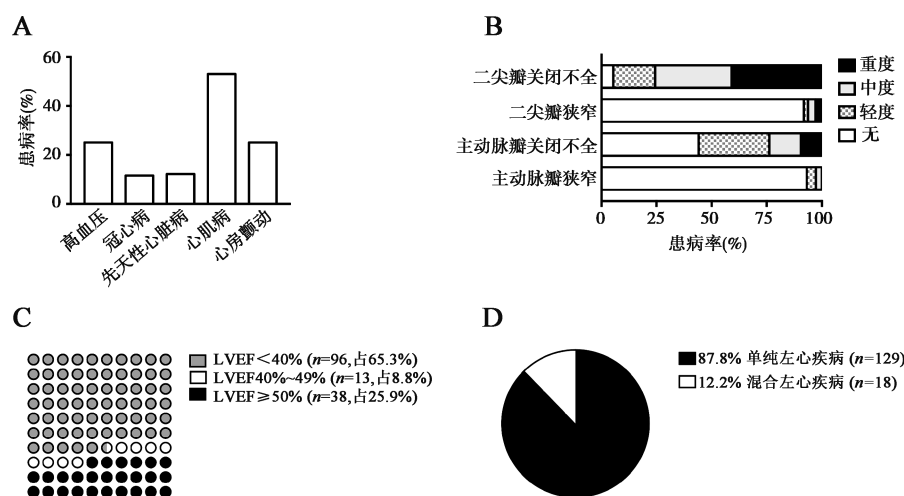 A
患病率(%)
60
40
20
0
高血压
冠心病
先天性心脏病
心肌病
心房颤动
B
二尖瓣关闭不全
二尖瓣狭窄
主动脉瓣关闭不全
主动脉瓣狭窄
0 25 50 75 100
患病率(%)
重度
中度
轻度
无
C
LVEF<40% (n=96,占65.3%)
LVEF40%~49% (n=13,占8.8%)
LVEF≥50% (n=38,占25.9%)
D
87.8% 单纯左心疾病 (n=129)
12.2% 混合左心疾病 (n=18)